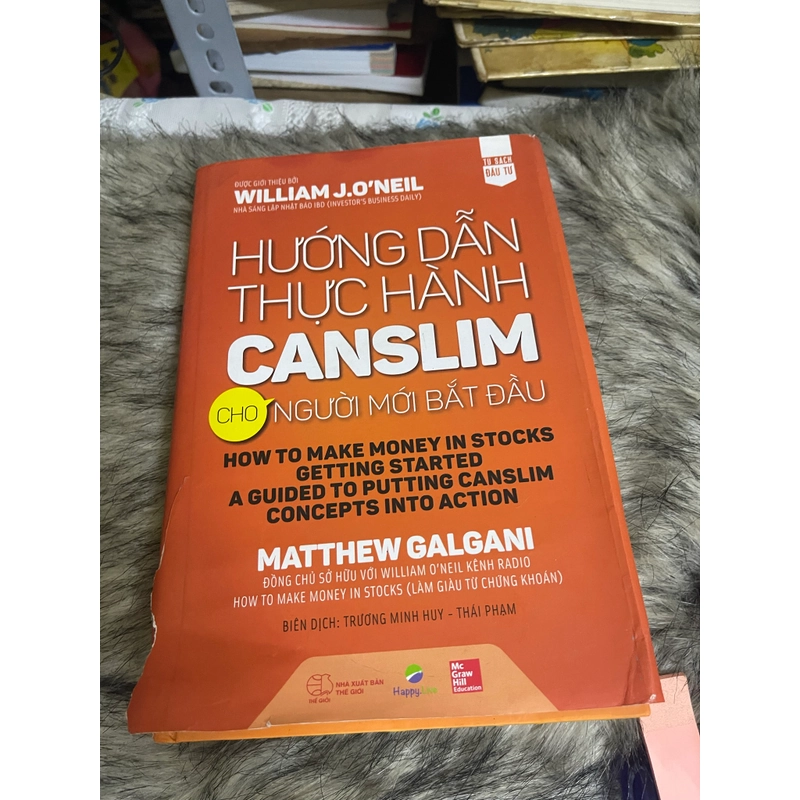 TỦ SÁCH
ĐẦU TƯ
ĐƯỢC GIỚI THIỆU BỞI
WILLIAM J.O'NEIL
NHÀ SÁNG LẬP NHẬT BÁO IBD (INVESTOR'S BUSINESS DAILY)
HƯỚNG DẪN
THỰC HÀNH
CANSLIM
CHO NGƯỜI MỚI BẮT ĐẦU
HOW TO MAKE MONEY IN STOCKS
GETTING STARTED
A GUIDED TO PUTTING CANSLIM
CONCEPTS INTO ACTION
MATTHEW GALGANI
ĐỒNG CHỦ SỞ HỮU VỚI WILLIAM O'NEIL KÊNH RADIO
HOW TO MAKE MONEY IN STOCKS (LÀM GIÀU TỪ CHỨNG KHOÁN)
BIÊN DỊCH: TRƯƠNG MINH HUY - THÁI PHẠM
THẾ GIỚI
NHÀ XUẤT BẢN
THẾ GIỚI
Happy.Live
Mc
Graw
Hill
Education